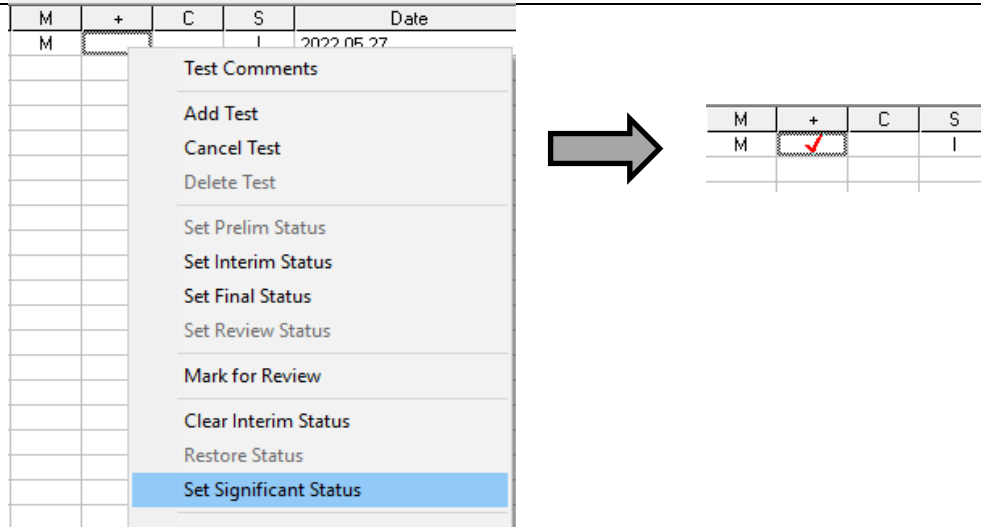 M + C S Date
M I 2022.05.27
Test Comments
Add Test
Cancel Test
Delete Test
Set Prelim Status
Set Interim Status
Set Final Status
Set Review Status
Mark for Review
Clear Interim Status
Restore Status
Set Significant Status
M + C S
M ✓ I